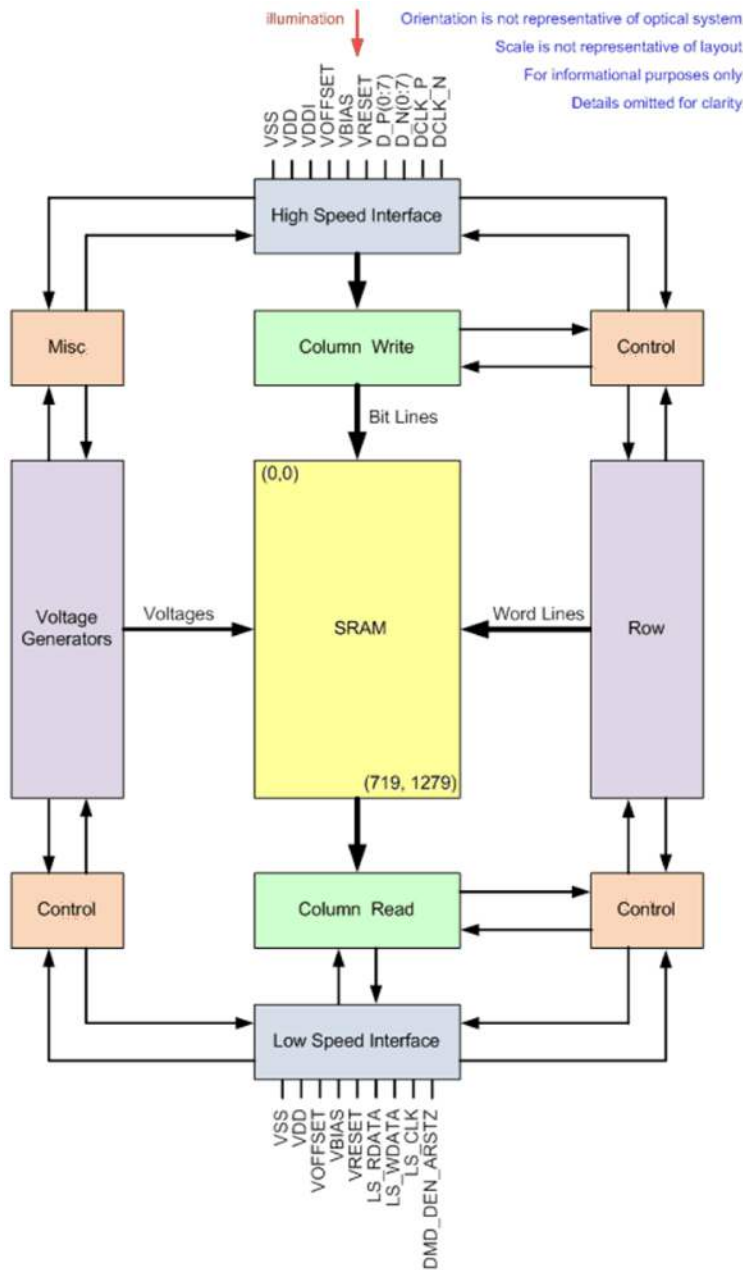 illumination
Orientation is not representative of optical system
Scale is not representative of layout
For informational purposes only
Details omitted for clarity
VSS
VDD
VDDI
VOFFSET
VBIAS
VRESET
D_P(0:7)
D_N(0:7)
DCLK_P
DCLK_N
High Speed Interface
Misc
Column Write
Control
Bit Lines
(0,0)
Voltage
Generators
Voltages
SRAM
Word Lines
Row
(719, 1279)
Control
Column Read
Control
Low Speed Interface
VSS
VDD
VOFFSET
VBIAS
VRESET
LS_RDATA
LS_WDATA
LS_CLK
DMD_DEN_ARSTZ